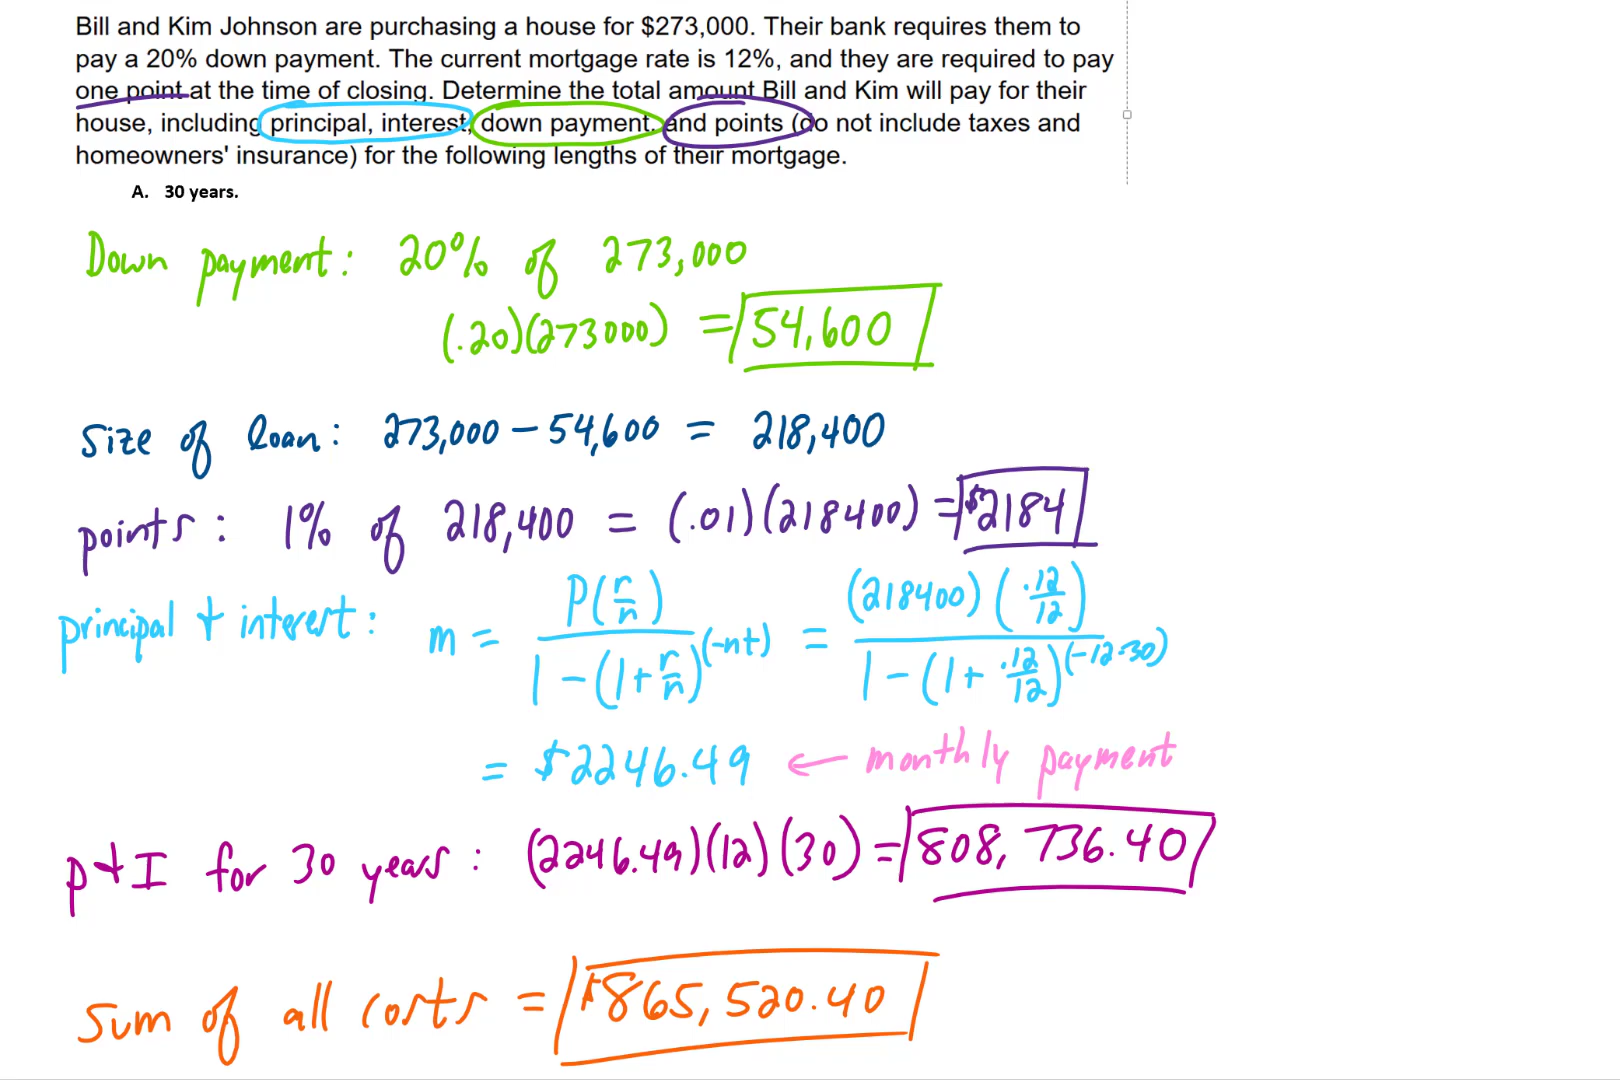 Bill and Kim Johnson are purchasing a house for $273,000. Their bank requires them to
pay a 20% down payment. The current mortgage rate is 12%, and they are required to pay
one point at the time of closing. Determine the total amount Bill and Kim will pay for their
house, including principal, interest, down payment, and points (do not include taxes and
homeowners' insurance) for the following lengths of their mortgage.
A. 30 years.
Down payment: 20% of 273,000
(.20)(273000) = 54,600
Size of loan: 273,000 - 54,600 = 218,400
points: 1% of 218,400 = (.01)(218400) = $2184
principal + interest: m = P(r/n) / 1 - (1 + r/n)^(-nt) = (218400)(.12/12) / 1 - (1 + .12/12)^(-12·30)
= $2246.49 ← monthly payment
P + I for 30 years: (2246.49)(12)(30) = 808,736.40
Sum of all costs = $865,520.40